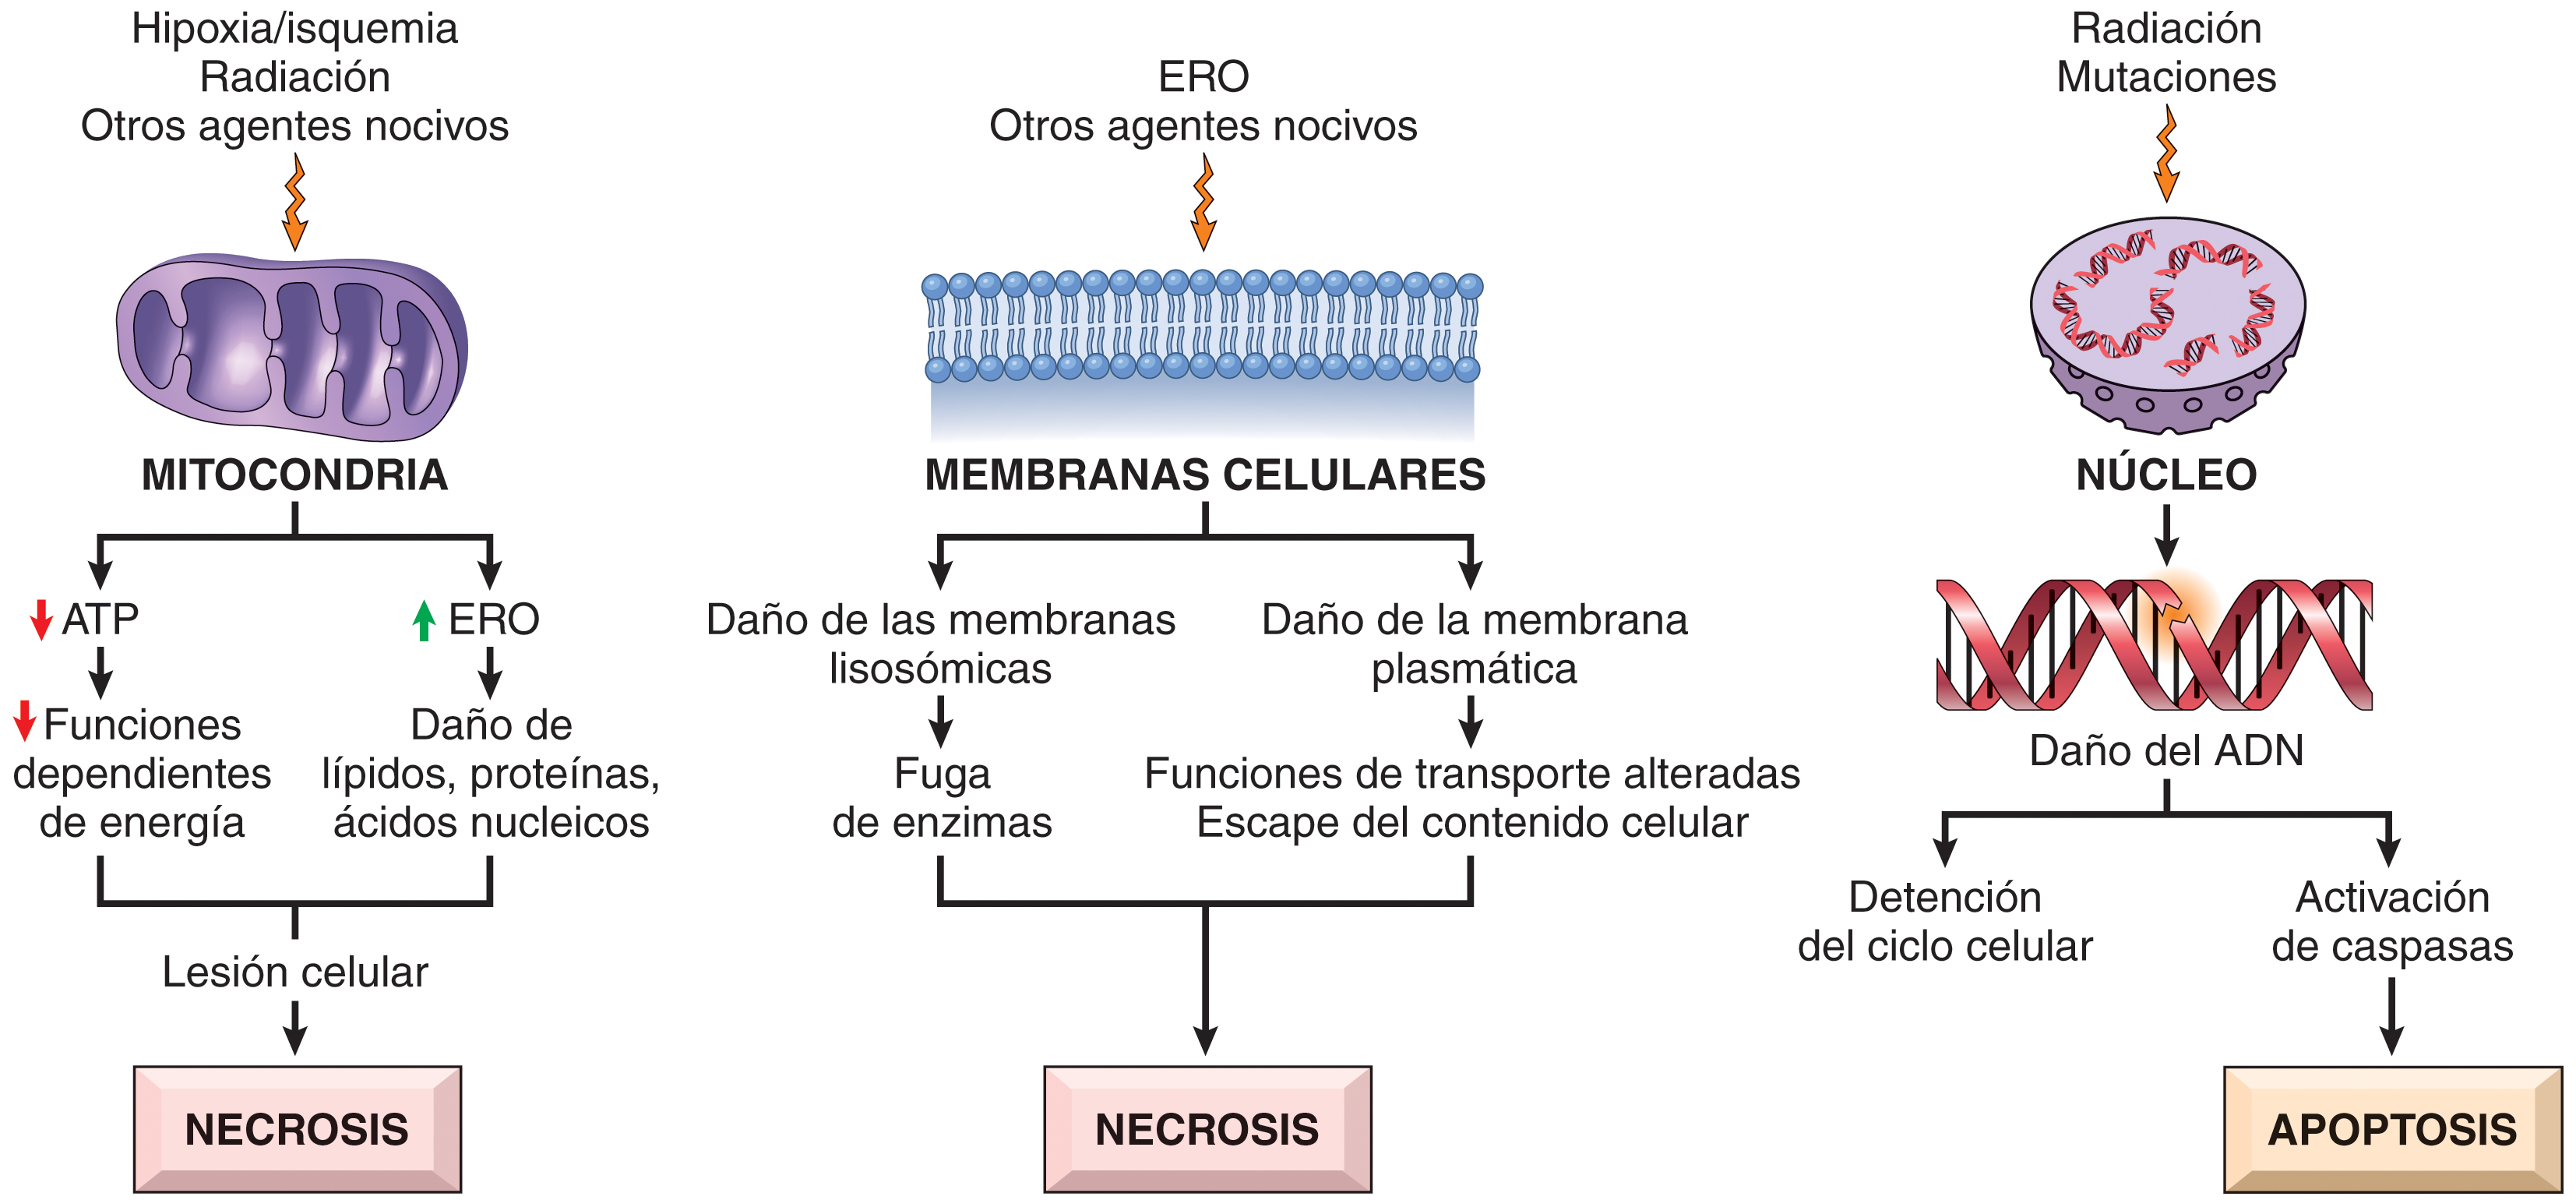 Hipoxia/isquemia
Radiación
Otros agentes nocivos
MITOCONDRIA
ATP
ERO
Funciones
dependientes
de energía
Daño de
lípidos, proteínas,
ácidos nucleicos
Lesión celular
NECROSIS
ERO
Otros agentes nocivos
MEMBRANAS CELULARES
Daño de las membranas
lisosómicas
Daño de la membrana
plasmática
Fuga
de enzimas
Funciones de transporte alteradas
Escape del contenido celular
NECROSIS
Radiación
Mutaciones
NÚCLEO
Daño del ADN
Detención
del ciclo celular
Activación
de caspasas
APOPTOSIS